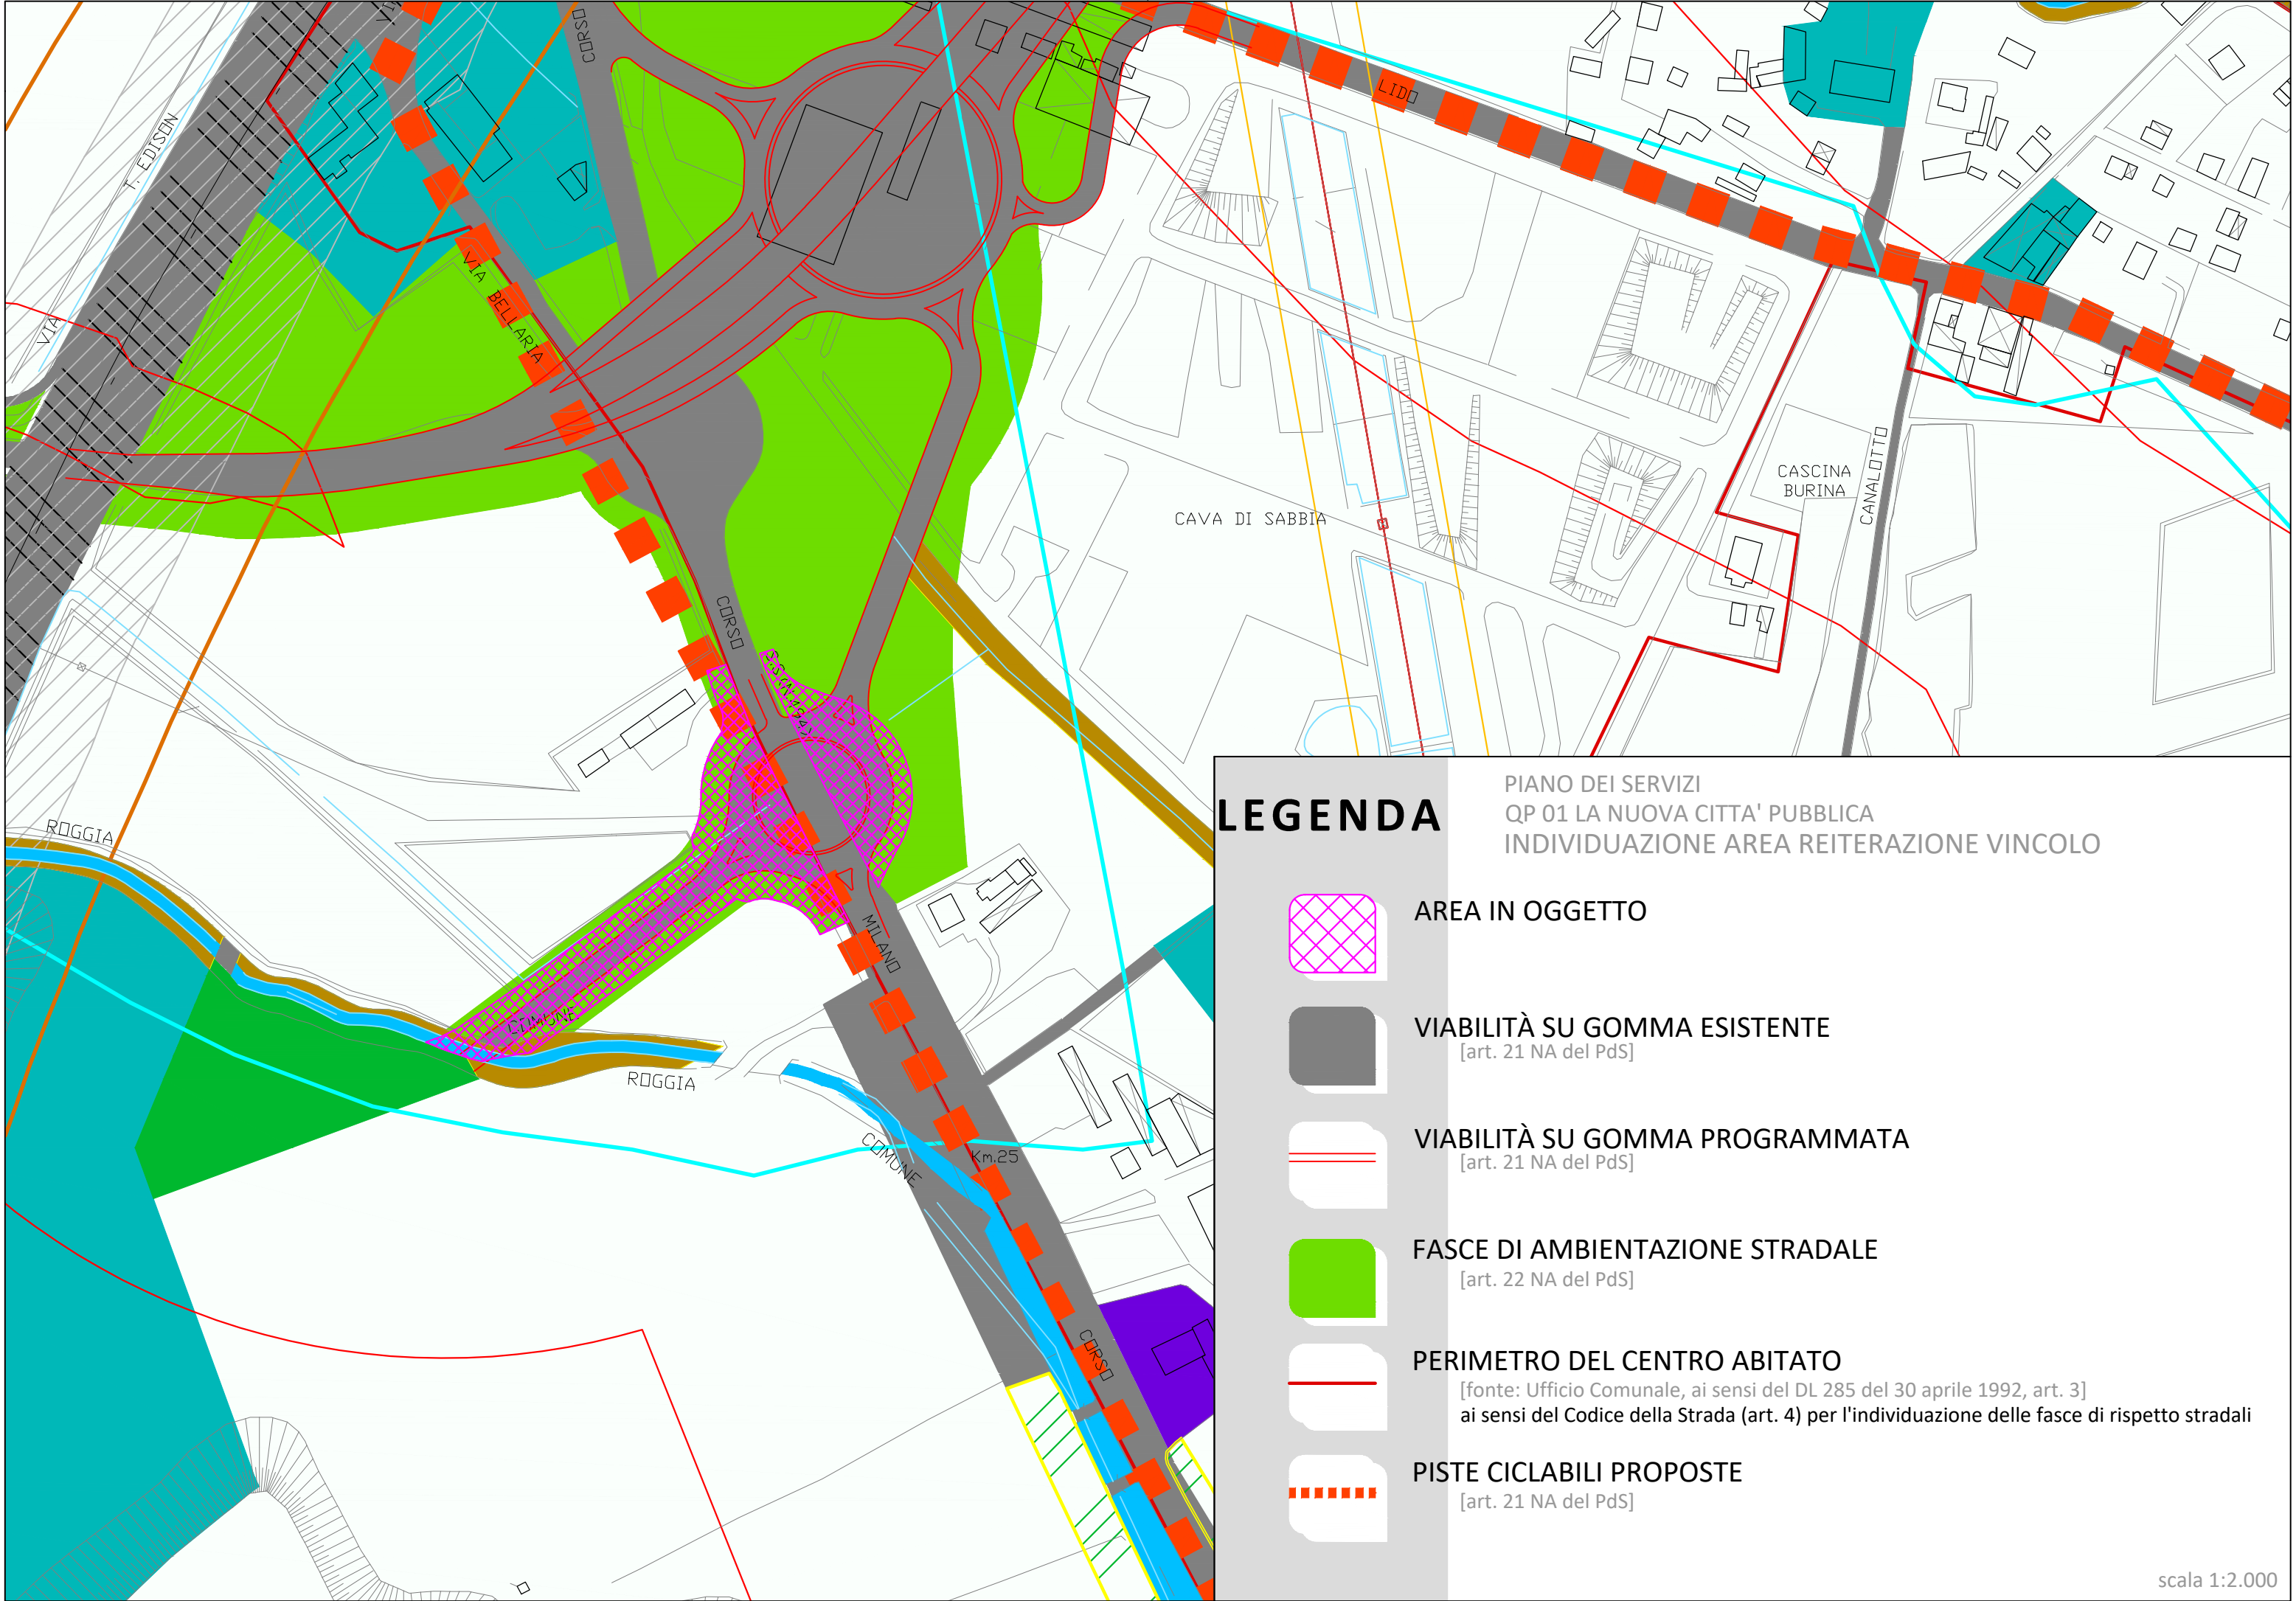 CORSO
LIDO
T. EDISON
VIA
VIA BELLARIA
CASCINA
BURINA
CANALOTTO
CAVA DI SABBIA
CORSO
S.S.(N.494)
ROGGIA
MILANO
COMUNE
ROGGIA
COMUNE
Km.25
CORSO
LEGENDA
PIANO DEI SERVIZI
QP 01 LA NUOVA CITTA' PUBBLICA
INDIVIDUAZIONE AREA REITERAZIONE VINCOLO
AREA IN OGGETTO
VIABILITÀ SU GOMMA ESISTENTE
[art. 21 NA del PdS]
VIABILITÀ SU GOMMA PROGRAMMATA
[art. 21 NA del PdS]
FASCE DI AMBIENTAZIONE STRADALE
[art. 22 NA del PdS]
PERIMETRO DEL CENTRO ABITATO
[fonte: Ufficio Comunale, ai sensi del DL 285 del 30 aprile 1992, art. 3]
ai sensi del Codice della Strada (art. 4) per l'individuazione delle fasce di rispetto stradali
PISTE CICLABILI PROPOSTE
[art. 21 NA del PdS]
scala 1:2.000